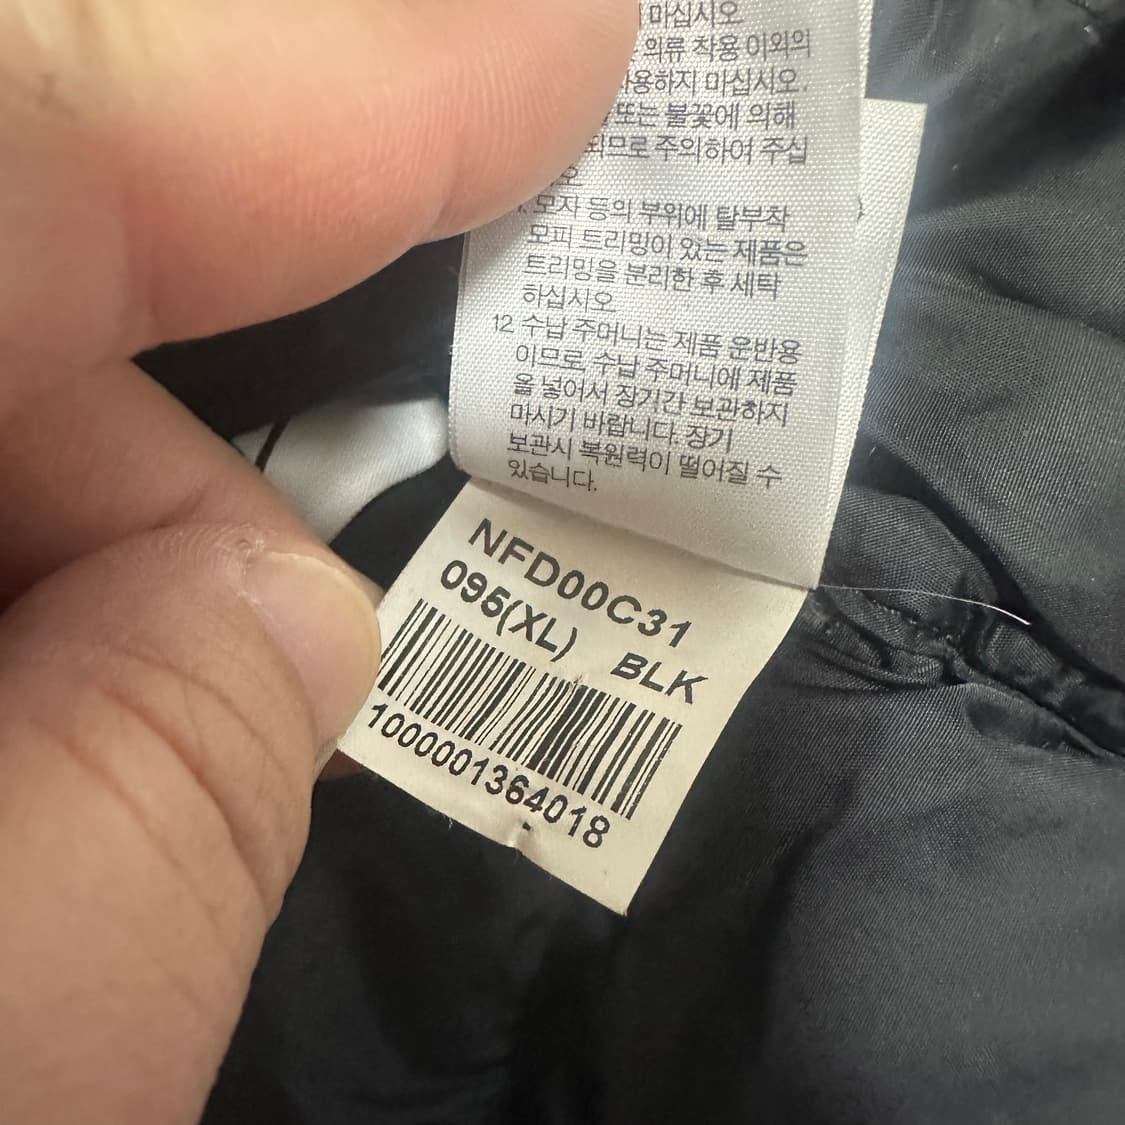 마십시오
의류 착용 이외의
용하지 마십시오.
또는 불꽃에 의해
되므로 주의하여 주십
오
모자 등의 부위에 탈부착
모피 트리밍이 있는 제품은
트리밍을 분리한 후 세탁
하십시오
12 수납 주머니는 제품 운반용
이므로 수납 주머니에 제품
을 넣어서 장기간 보관하지
마시기 바랍니다. 장기
보관시 복원력이 떨어질 수
있습니다.
NFD00C31
095(XL) BLK
1000001364018